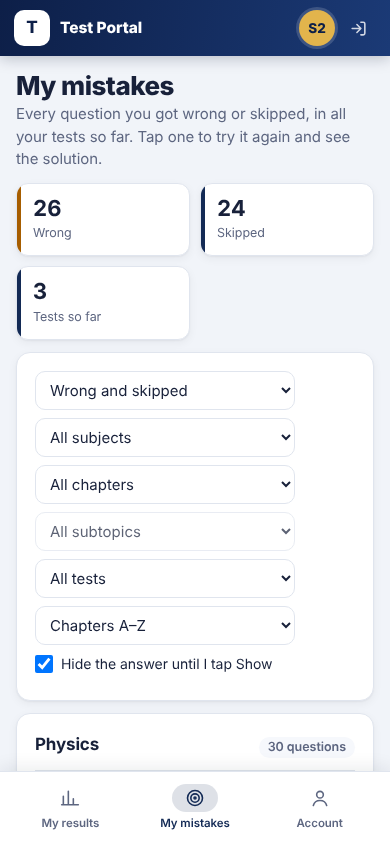 T
Test Portal
S2
My mistakes
Every question you got wrong or skipped, in all
your tests so far. Tap one to try it again and see
the solution.
26
Wrong
24
Skipped
3
Tests so far
Wrong and skipped
All subjects
All chapters
All subtopics
All tests
Chapters A–Z
Hide the answer until I tap Show
Physics
30 questions
My results
My mistakes
Account